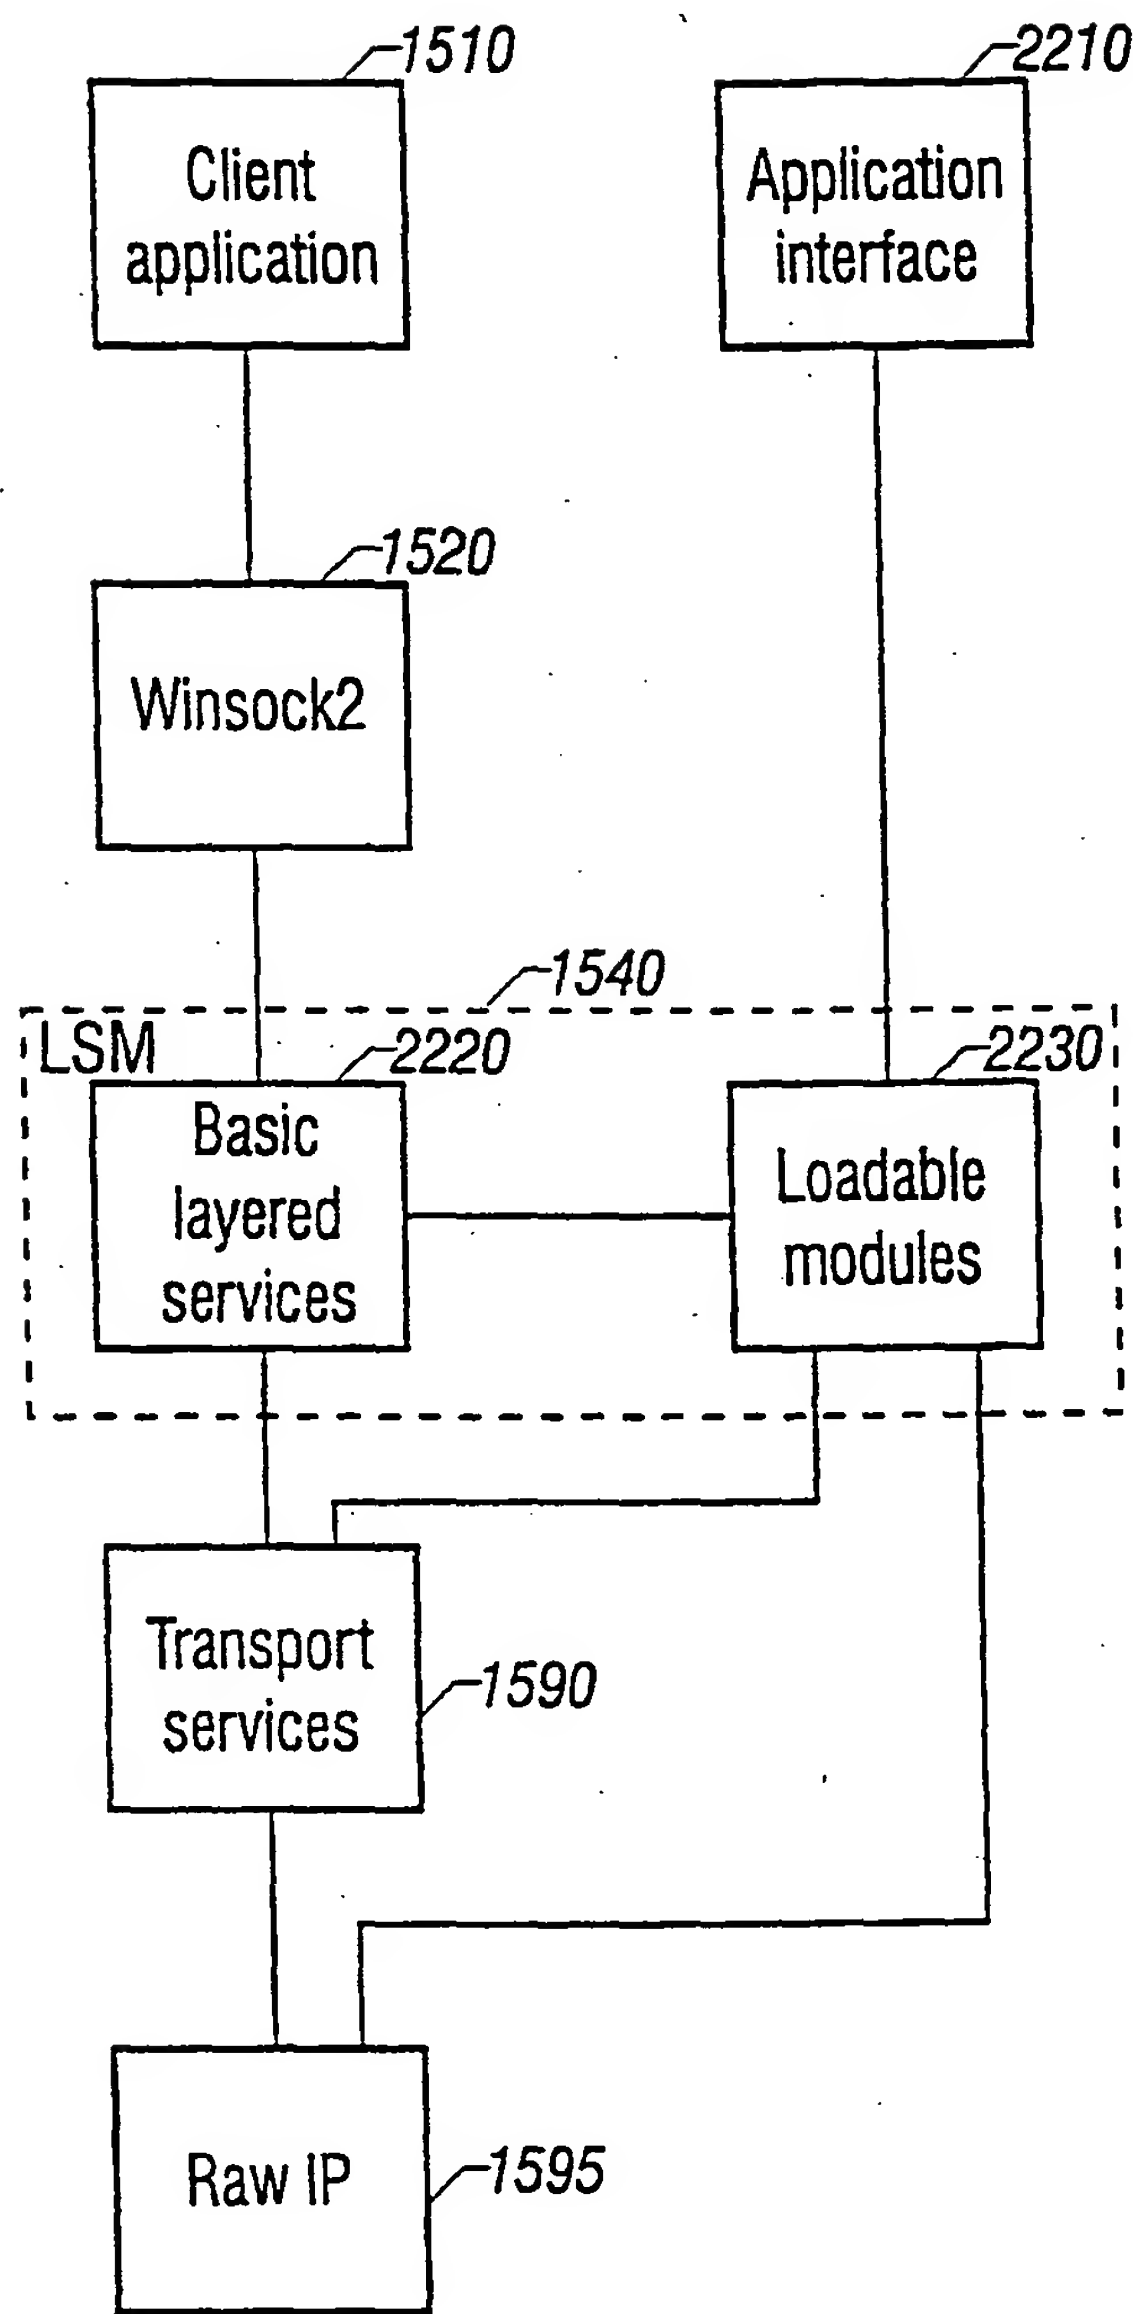 1510
2210
Client
application
Application
interface
1520
Winsock2
1540
LSM
2220
2230
Basic
layered
services
Loadable
modules
Transport
services
1590
Raw IP
1595